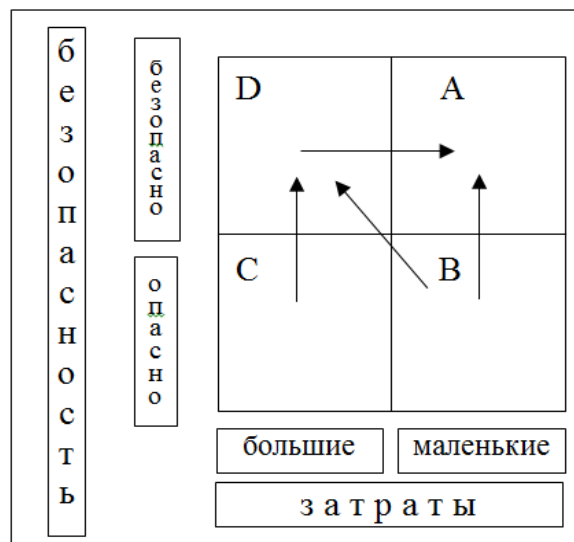 безопасность
безопасно
опасно
D A
C B
большие маленькие
затраты